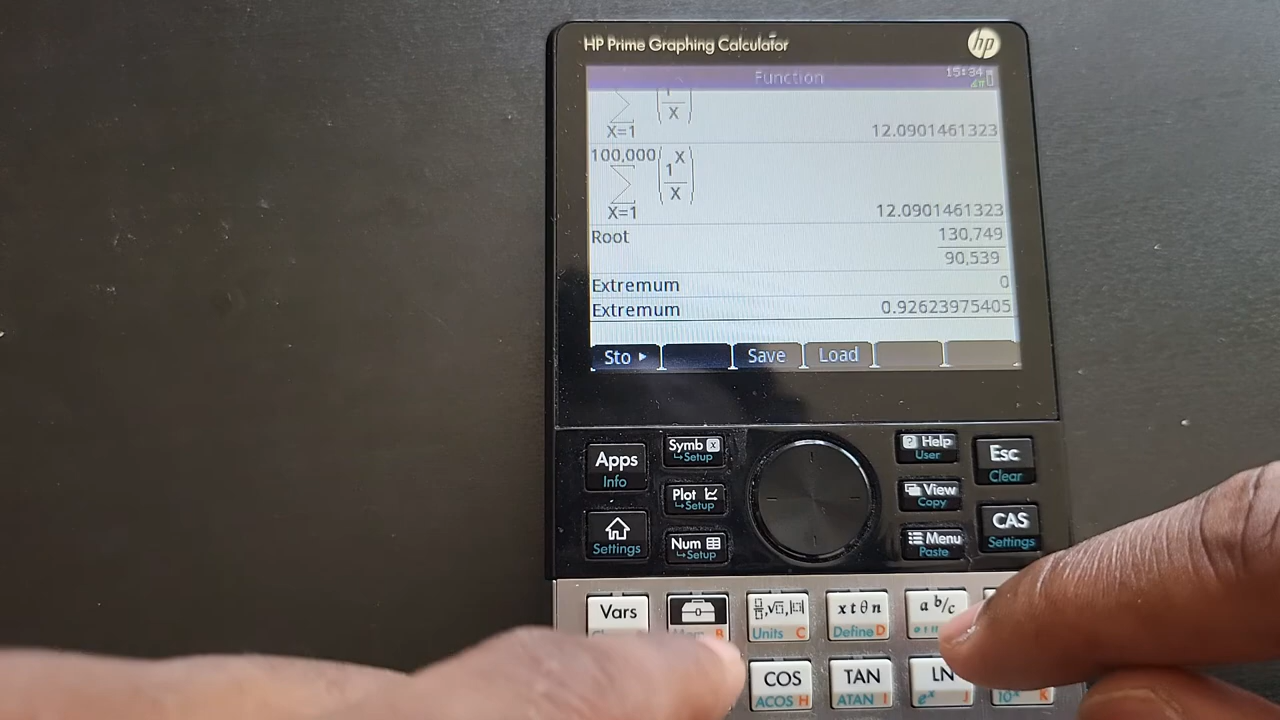 HP Prime Graphing Calculator
hp
Function
15:34
∑ X=1 (1/X)
12.0901461323
100,000 ∑ X=1 (1^X/X)
12.0901461323
Root 130,749/90,539
Extremum 0
Extremum 0.92623975405
Sto ▸ Save Load
Apps Info
Symb Setup
Help User
Esc Clear
Plot Setup
View Copy
Settings
Num Setup
Menu Paste
CAS Settings
Vars
B
Units C
x t θ n Define D
a b/c
COS ACOS H
TAN ATAN I
LN eˣ J
10ˣ K